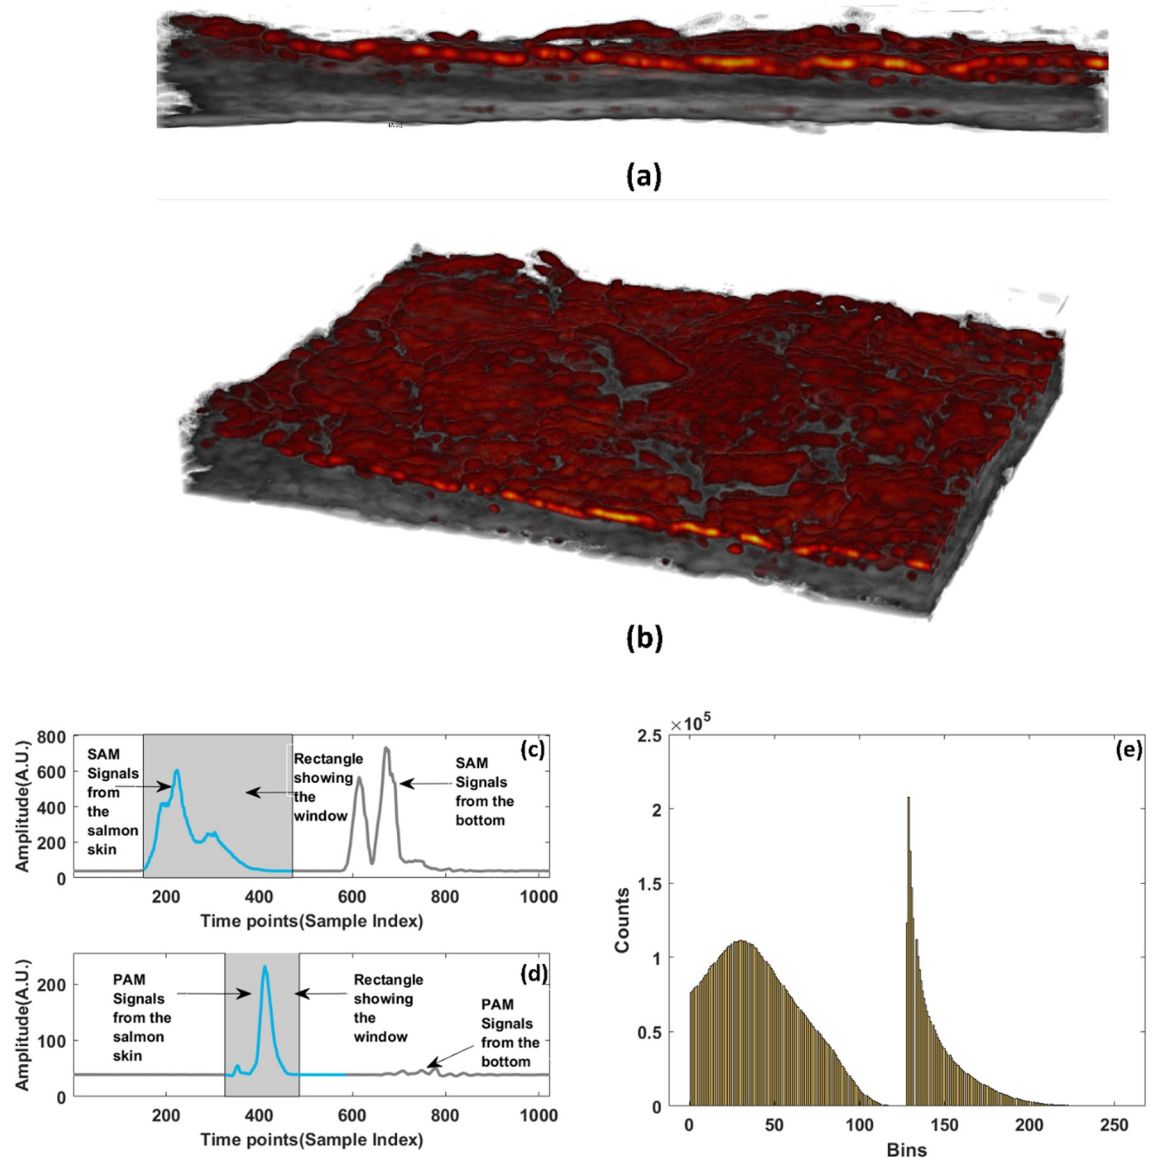 (a)
(b)
800
600
400
200
0
Amplitude(A.U.)
SAM
Signals
from
the
salmon
skin
Rectangle
showing
the
window
SAM
Signals
from the
bottom
(c)
200
400
600
800
1000
Time points(Sample Index)
200
100
0
Amplitude(A.U.)
PAM
Signals
from the
salmon
skin
Rectangle
showing
the
window
PAM
Signals
from the
bottom
(d)
200
400
600
800
1000
Time points(Sample Index)
×10^5
2.5
2
1.5
1
0.5
0
Counts
(e)
0
50
100
150
200
250
Bins